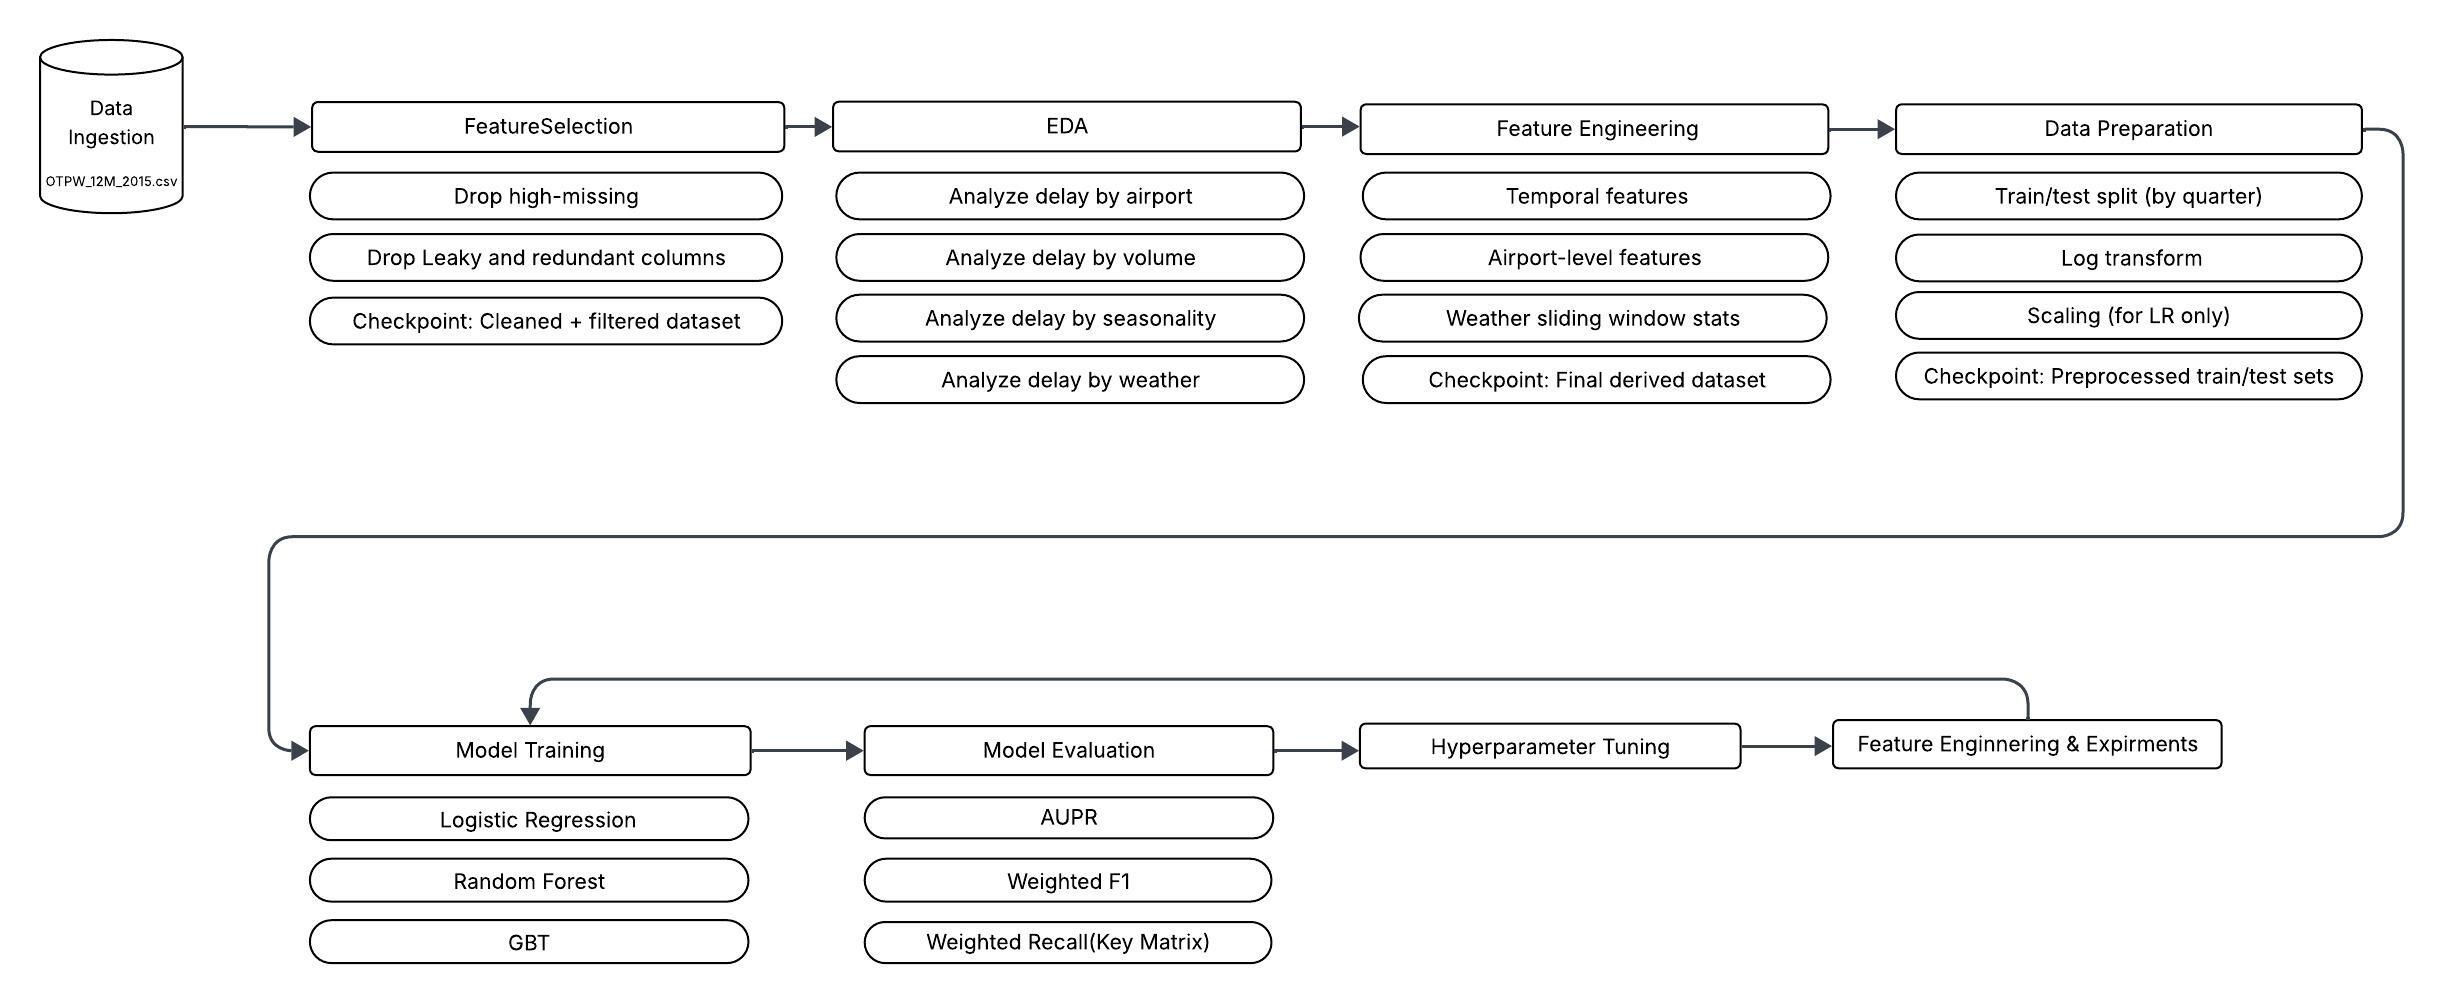 Data
Ingestion
OTPW_12M_2015.csv
FeatureSelection
Drop high-missing
Drop Leaky and redundant columns
Checkpoint: Cleaned + filtered dataset
EDA
Analyze delay by airport
Analyze delay by volume
Analyze delay by seasonality
Analyze delay by weather
Feature Engineering
Temporal features
Airport-level features
Weather sliding window stats
Checkpoint: Final derived dataset
Data Preparation
Train/test split (by quarter)
Log transform
Scaling (for LR only)
Checkpoint: Preprocessed train/test sets
Model Training
Logistic Regression
Random Forest
GBT
Model Evaluation
AUPR
Weighted F1
Weighted Recall(Key Matrix)
Hyperparameter Tuning
Feature Enginnering & Expirments